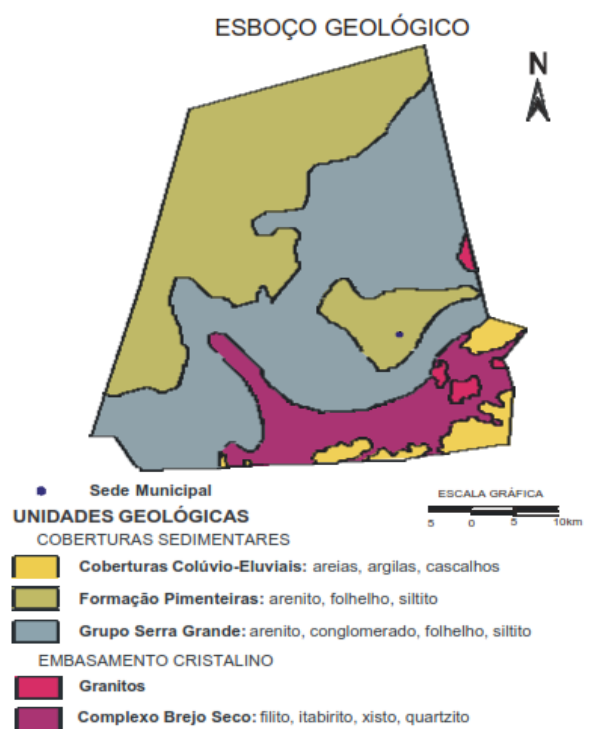 ESBOÇO GEOLÓGICO
N
Sede Municipal
ESCALA GRÁFICA
5 0 5 10km
UNIDADES GEOLÓGICAS
COBERTURAS SEDIMENTARES
Coberturas Colúvio-Eluviais: areias, argilas, cascalhos
Formação Pimenteiras: arenito, folhelho, siltito
Grupo Serra Grande: arenito, conglomerado, folhelho, siltito
EMBASAMENTO CRISTALINO
Granitos
Complexo Brejo Seco: filito, itabirito, xisto, quartzito